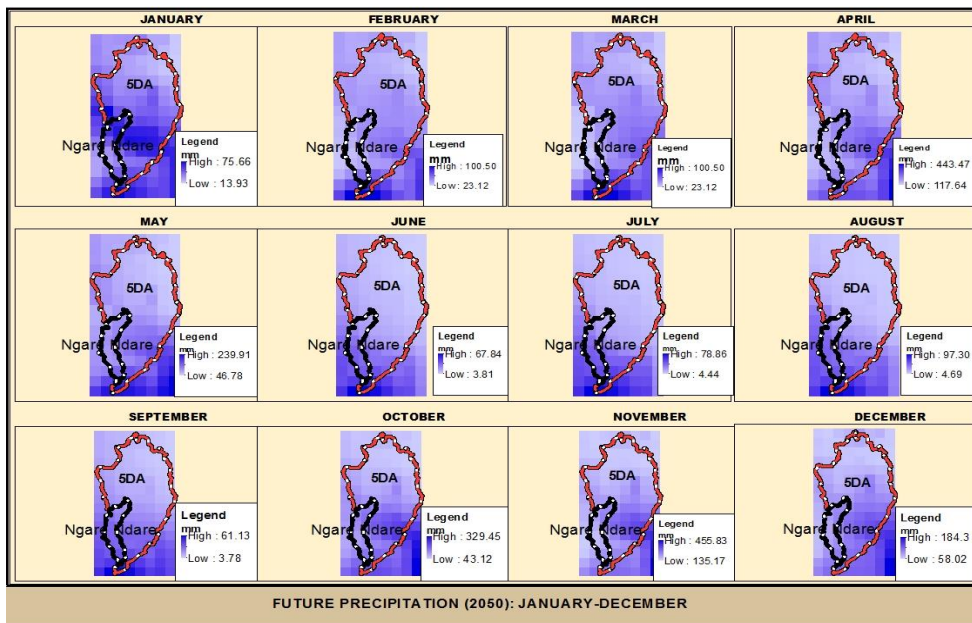 JANUARY
5DA
Ngare Ndare
Legend
mm
High : 75.66
Low : 13.93
FEBRUARY
5DA
Ngare Ndare
Legend
mm
High : 100.50
Low : 23.12
MARCH
5DA
Ngare Ndare
Legend
mm
High : 100.50
Low : 23.12
APRIL
5DA
Ngare Ndare
Legend
mm
High : 443.47
Low : 117.64
MAY
5DA
Ngare Ndare
Legend
mm
High : 239.91
Low : 46.78
JUNE
5DA
Ngare Ndare
Legend
mm
High : 67.84
Low : 3.81
JULY
5DA
Ngare Ndare
Legend
mm
High : 78.86
Low : 4.44
AUGUST
5DA
Ngare Ndare
Legend
mm
High : 97.30
Low : 4.69
SEPTEMBER
5DA
Ngare Ndare
Legend
mm
High : 61.13
Low : 3.78
OCTOBER
5DA
Ngare Ndare
Legend
mm
High : 329.45
Low : 43.12
NOVEMBER
5DA
Ngare Ndare
Legend
mm
High : 455.83
Low : 135.17
DECEMBER
5DA
Ngare Ndare
Legend
mm
High : 184.3
Low : 58.02
FUTURE PRECIPITATION (2050): JANUARY-DECEMBER